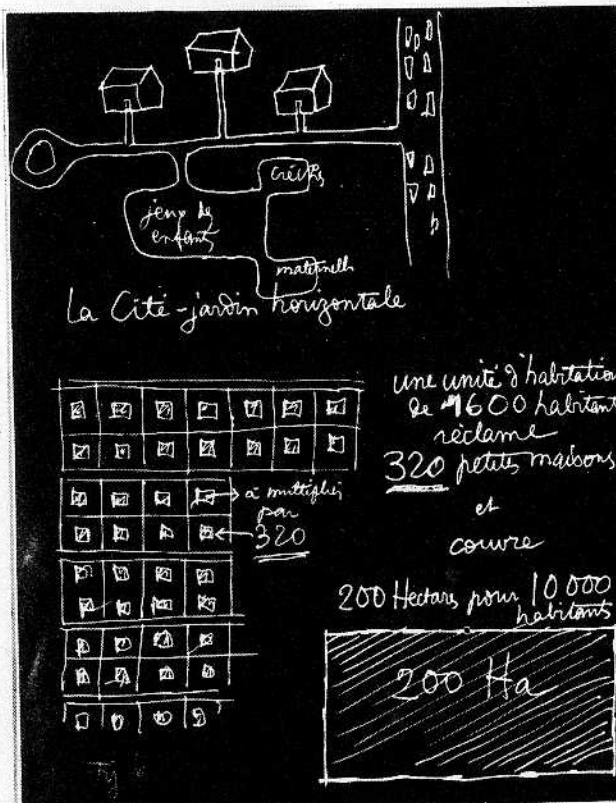 crèches
jeux de
enfants
maternelle
La Cité-jardin horizontale
une unité d'habitation
de 1600 habitant
réclame
320 petites maisons
et
couvre
200 Hectares pour 10 000
habitants
200 Ha
à multiplier
par
320